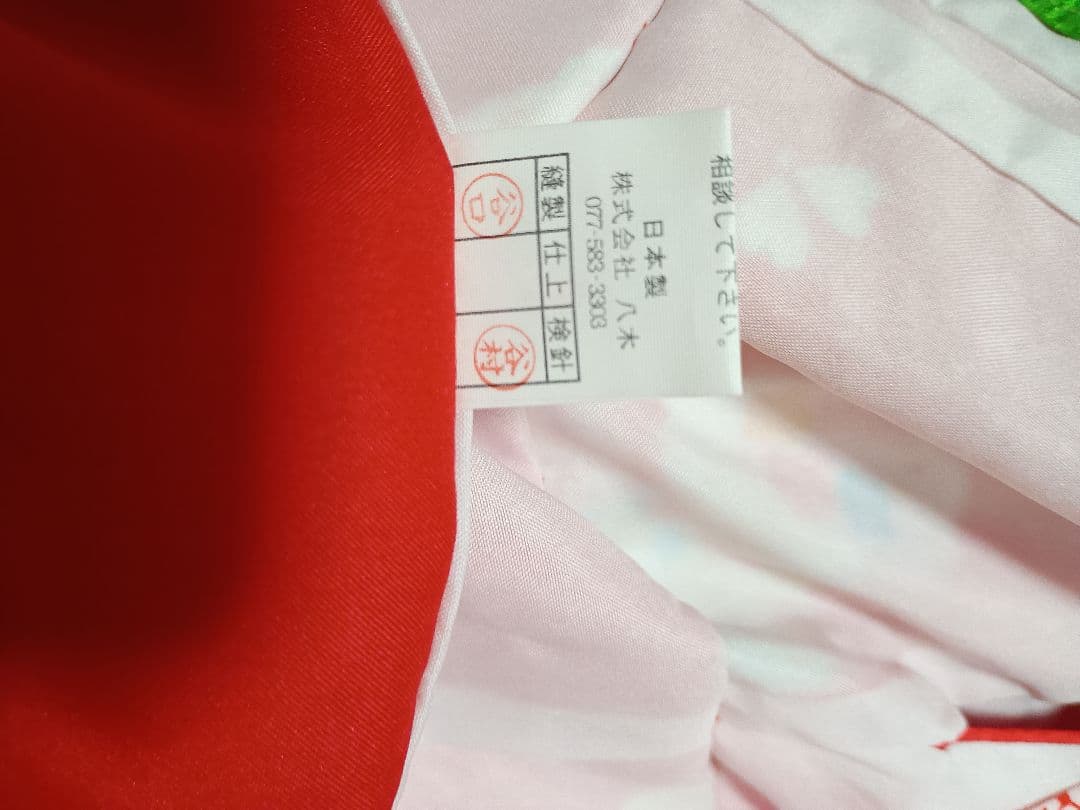 相談して下さい。
日本製
株式会社 八木
077-583-3303
縫製 仕上 検針
谷口 谷村